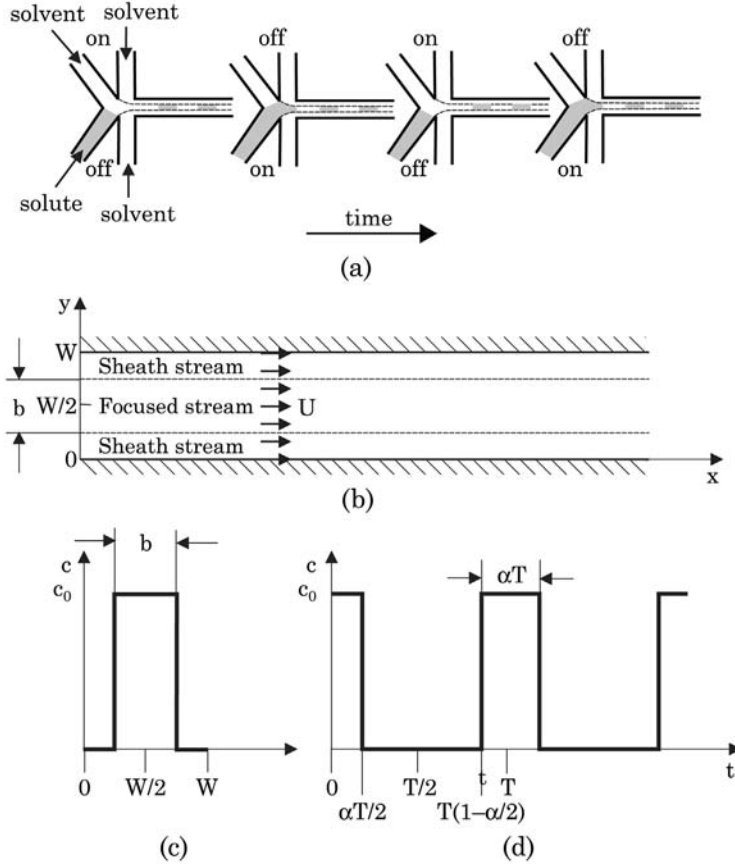 solvent solvent
on off on off
off on off on
solute
solvent
time
(a)
y
W
Sheath stream
b W/2 Focused stream U
Sheath stream
0
x
(b)
b
c
c₀
0 W/2 W
(c)
αT
c
c₀
0 T/2 t T t
αT/2 T(1–α/2)
(d)